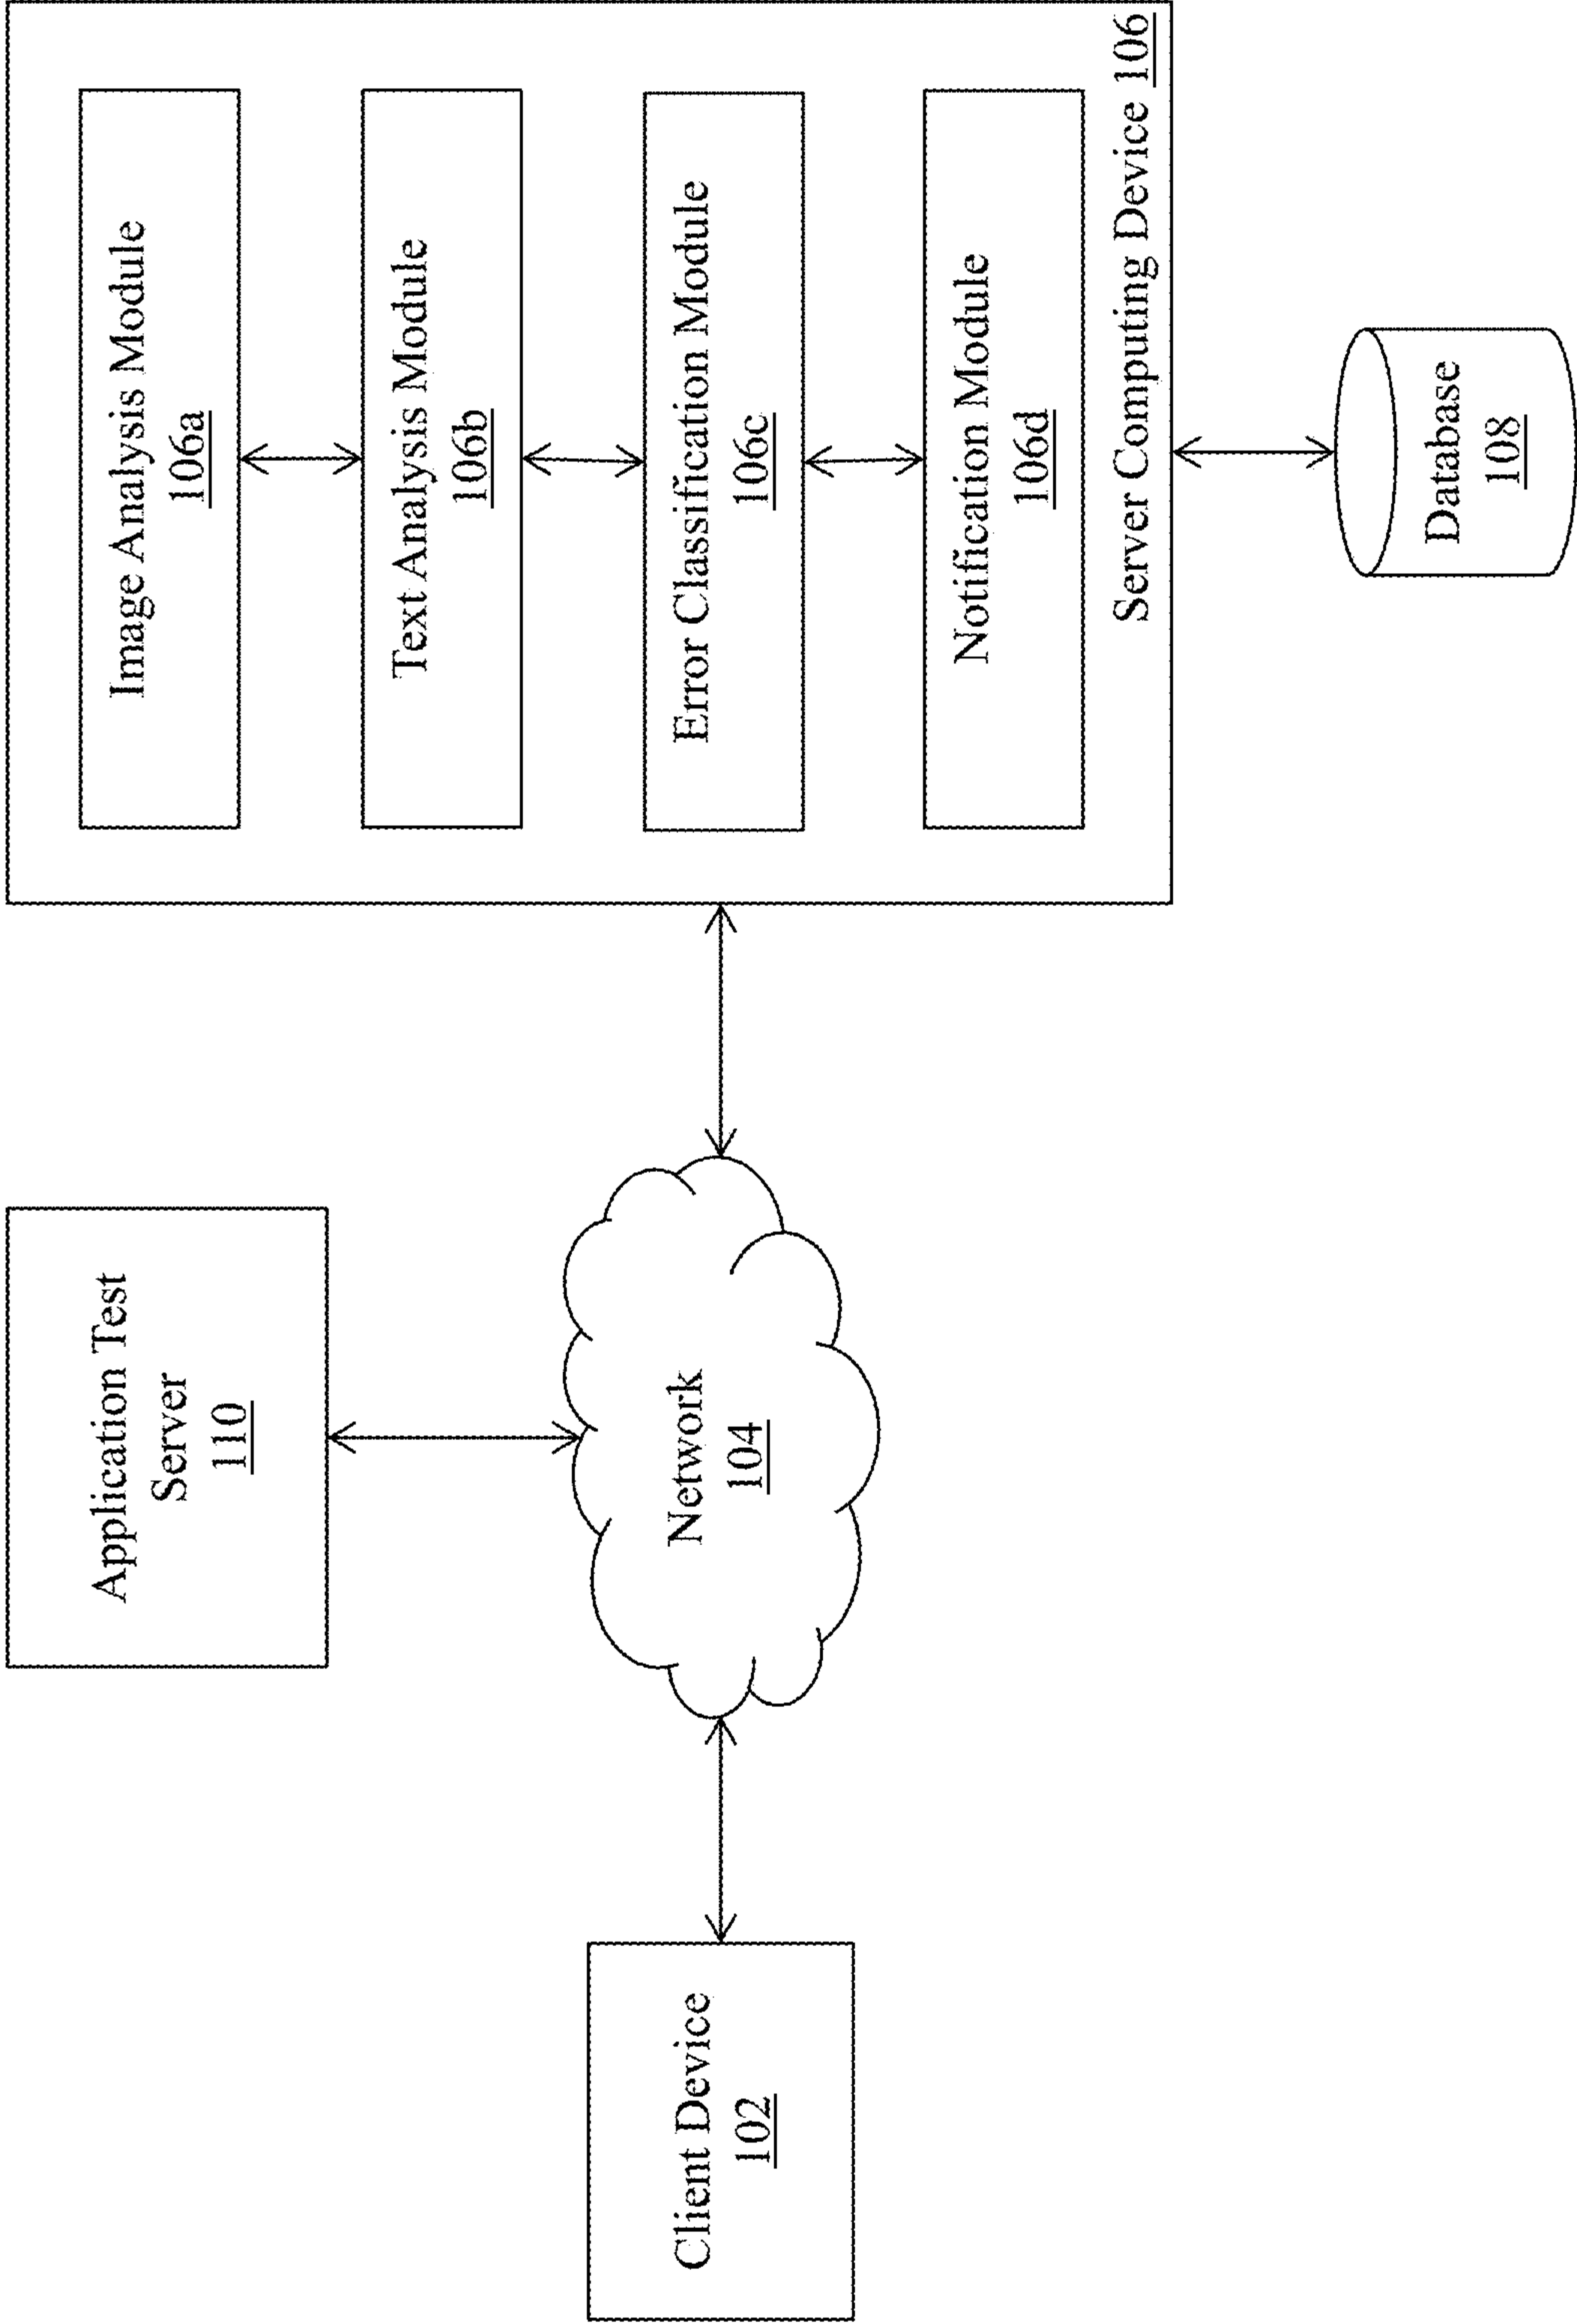 Client Device
102
Application Test
Server
110
Network
104
Image Analysis Module
106a
Text Analysis Module
106b
Error Classification Module
106c
Notification Module
106d
Server Computing Device 106
Database
108